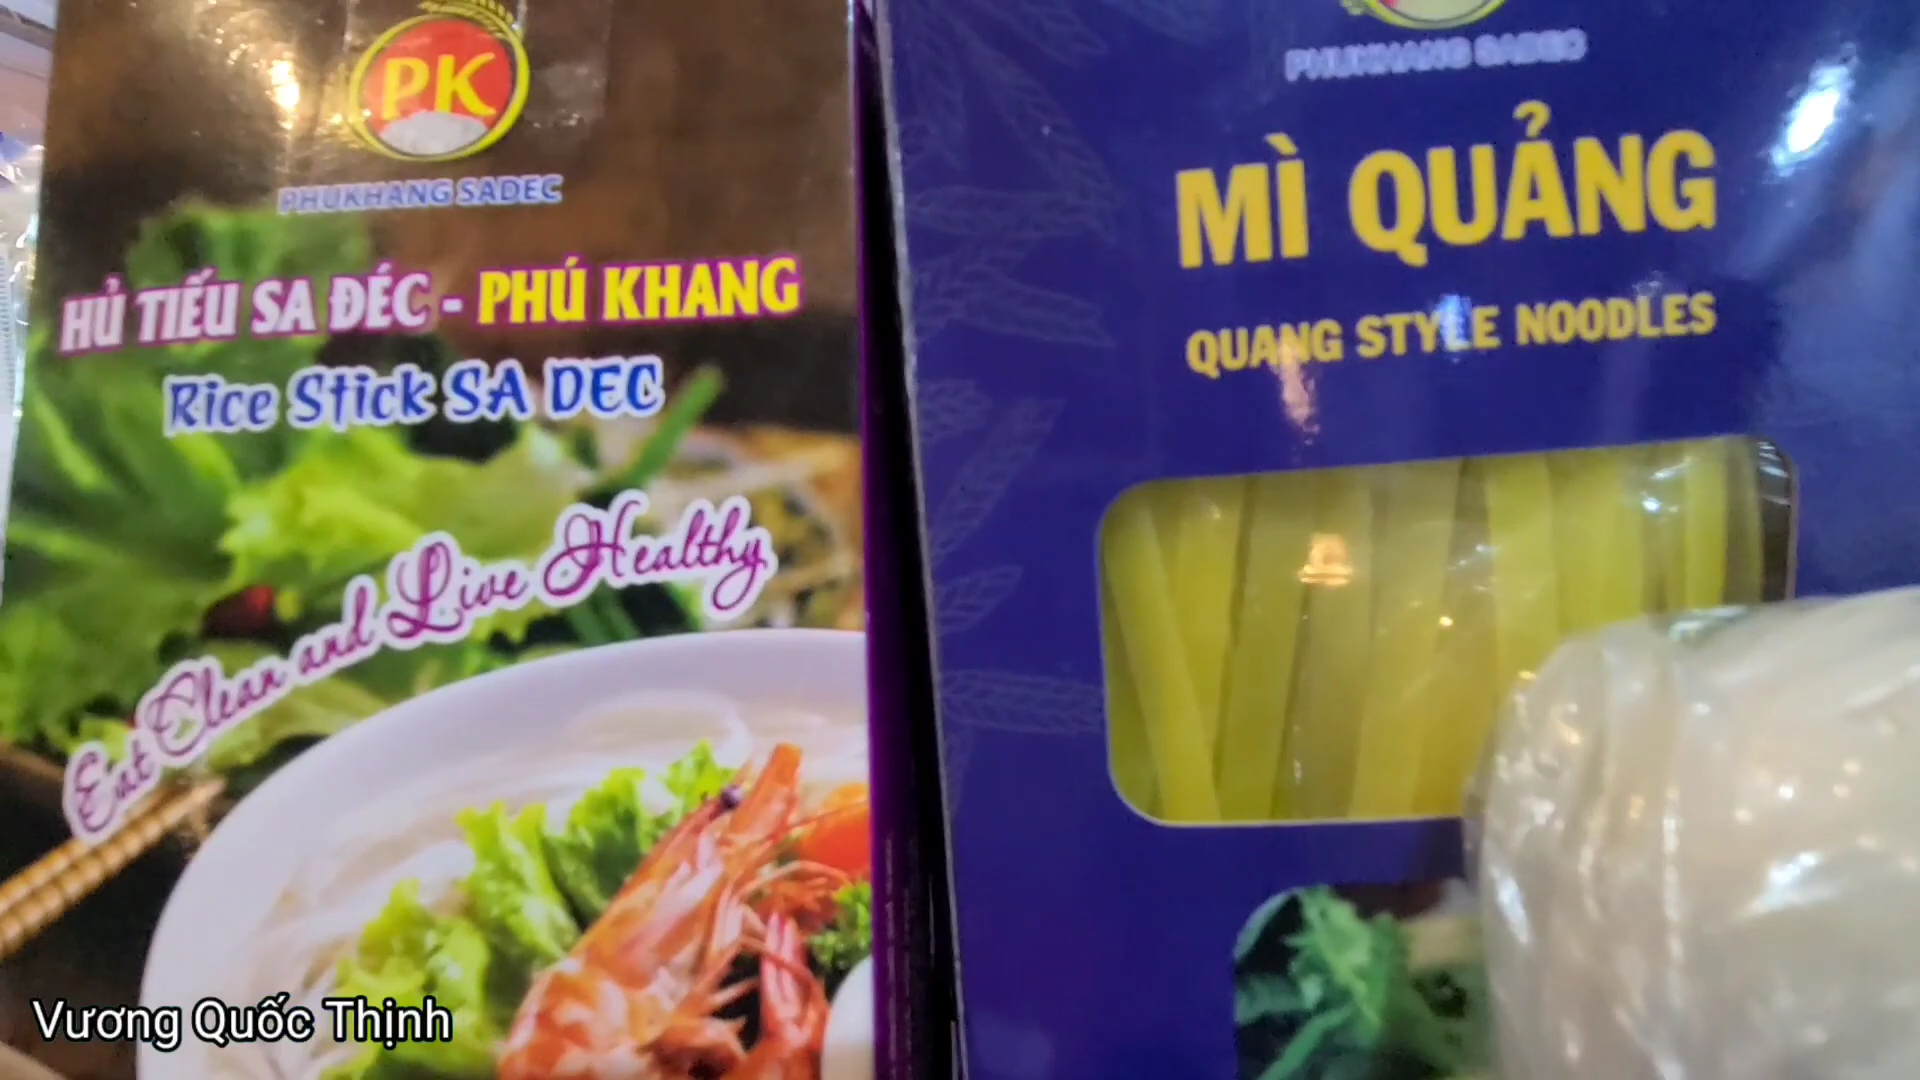 PK
PHUKHANG SADEC
HỦ TIẾU SA ĐÉC - PHÚ KHANG
Rice Stick SA DEC
Eat Clean and Live Healthy
PHUKHANG SADEC
MÌ QUẢNG
QUANG STYLE NOODLES
Vương Quốc Thịnh